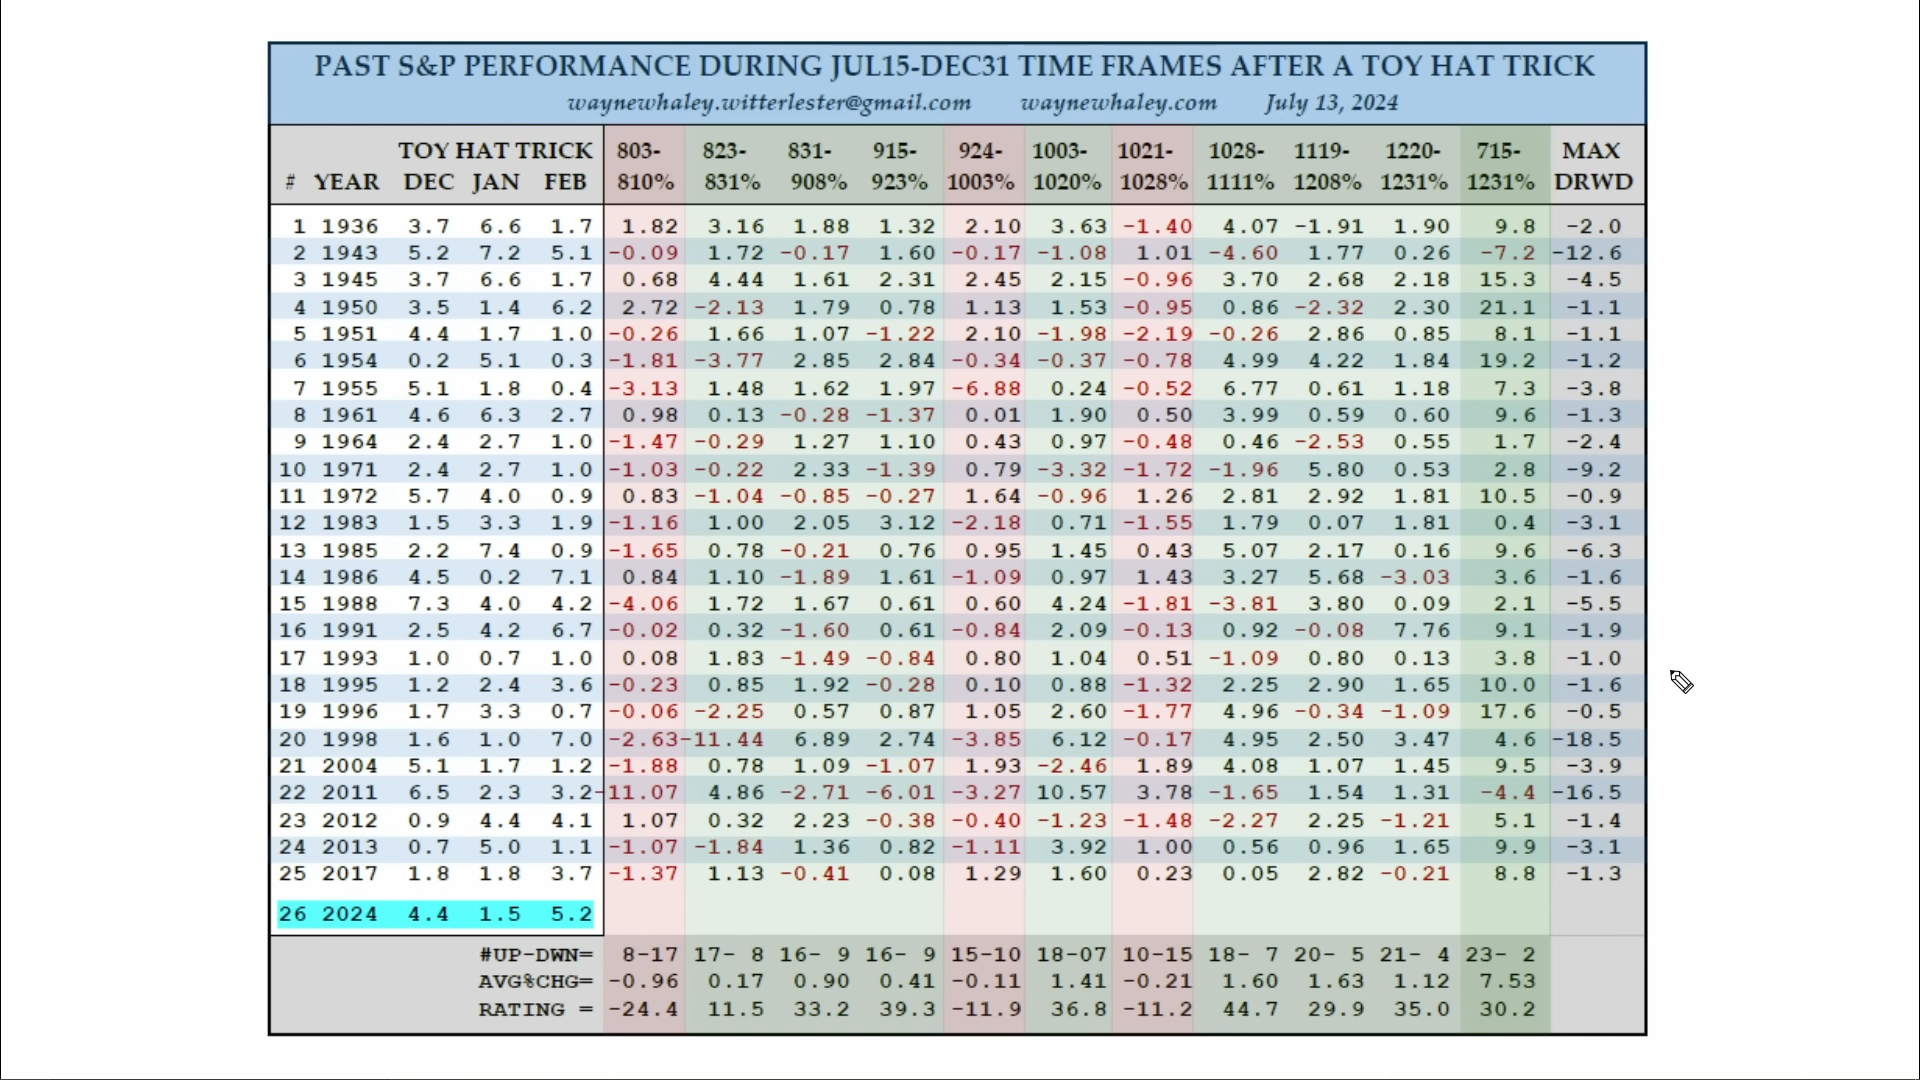 PAST S&P PERFORMANCE DURING JUL15-DEC31 TIME FRAMES AFTER A TOY HAT TRICK
waynewhaley.witterlester@gmail.com waynewhaley.com July 13, 2024
TOY HAT TRICK 803- 823- 831- 915- 924- 1003- 1021- 1028- 1119- 1220- 715- MAX
# YEAR DEC JAN FEB 810% 831% 908% 923% 1003% 1020% 1028% 1111% 1208% 1231% 1231% DRWD
1 1936 3.7 6.6 1.7 1.82 3.16 1.88 1.32 2.10 3.63 -1.40 4.07 -1.91 1.90 9.8 -2.0
2 1943 5.2 7.2 5.1 -0.09 1.72 -0.17 1.60 -0.17 -1.08 1.01 -4.60 1.77 0.26 -7.2 -12.6
3 1945 3.7 6.6 1.7 0.68 4.44 1.61 2.31 2.45 2.15 -0.96 3.70 2.68 2.18 15.3 -4.5
4 1950 3.5 1.4 6.2 2.72 -2.13 1.79 0.78 1.13 1.53 -0.95 0.86 -2.32 2.30 21.1 -1.1
5 1951 4.4 1.7 1.0 -0.26 1.66 1.07 -1.22 2.10 -1.98 -2.19 -0.26 2.86 0.85 8.1 -1.1
6 1954 0.2 5.1 0.3 -1.81 -3.77 2.85 2.84 -0.34 -0.37 -0.78 4.99 4.22 1.84 19.2 -1.2
7 1955 5.1 1.8 0.4 -3.13 1.48 1.62 1.97 -6.88 0.24 -0.52 6.77 0.61 1.18 7.3 -3.8
8 1961 4.6 6.3 2.7 0.98 0.13 -0.28 -1.37 0.01 1.90 0.50 3.99 0.59 0.60 9.6 -1.3
9 1964 2.4 2.7 1.0 -1.47 -0.29 1.27 1.10 0.43 0.97 -0.48 0.46 -2.53 0.55 1.7 -2.4
10 1971 2.4 2.7 1.0 -1.03 -0.22 2.33 -1.39 0.79 -3.32 -1.72 -1.96 5.80 0.53 2.8 -9.2
11 1972 5.7 4.0 0.9 0.83 -1.04 -0.85 -0.27 1.64 -0.96 1.26 2.81 2.92 1.81 10.5 -0.9
12 1983 1.5 3.3 1.9 -1.16 1.00 2.05 3.12 -2.18 0.71 -1.55 1.79 0.07 1.81 0.4 -3.1
13 1985 2.2 7.4 0.9 -1.65 0.78 -0.21 0.76 0.95 1.45 0.43 5.07 2.17 0.16 9.6 -6.3
14 1986 4.5 0.2 7.1 0.84 1.10 -1.89 1.61 -1.09 0.97 1.43 3.27 5.68 -3.03 3.6 -1.6
15 1988 7.3 4.0 4.2 -4.06 1.72 1.67 0.61 0.60 4.24 -1.81 -3.81 3.80 0.09 2.1 -5.5
16 1991 2.5 4.2 6.7 -0.02 0.32 -1.60 0.61 -0.84 2.09 -0.13 0.92 -0.08 7.76 9.1 -1.9
17 1993 1.0 0.7 1.0 0.08 1.83 -1.49 -0.84 0.80 1.04 0.51 -1.09 0.80 0.13 3.8 -1.0
18 1995 1.2 2.4 3.6 -0.23 0.85 1.92 -0.28 0.10 0.88 -1.32 2.25 2.90 1.65 10.0 -1.6
19 1996 1.7 3.3 0.7 -0.06 -2.25 0.57 0.87 1.05 2.60 -1.77 4.96 -0.34 -1.09 17.6 -0.5
20 1998 1.6 1.0 7.0 -2.63 -11.44 6.89 2.74 -3.85 6.12 -0.17 4.95 2.50 3.47 4.6 -18.5
21 2004 5.1 1.7 1.2 -1.88 0.78 1.09 -1.07 1.93 -2.46 1.89 4.08 1.07 1.45 9.5 -3.9
22 2011 6.5 2.3 3.2 -11.07 4.86 -2.71 -6.01 -3.27 10.57 3.78 -1.65 1.54 1.31 -4.4 -16.5
23 2012 0.9 4.4 4.1 1.07 0.32 2.23 -0.38 -0.40 -1.23 -1.48 -2.27 2.25 -1.21 5.1 -1.4
24 2013 0.7 5.0 1.1 -1.07 -1.84 1.36 0.82 -1.11 3.92 1.00 0.56 0.96 1.65 9.9 -3.1
25 2017 1.8 1.8 3.7 -1.37 1.13 -0.41 0.08 1.29 1.60 0.23 0.05 2.82 -0.21 8.8 -1.3
26 2024 4.4 1.5 5.2
#UP-DWN= 8-17 17- 8 16- 9 16- 9 15-10 18-07 10-15 18- 7 20- 5 21- 4 23- 2
AVG%CHG= -0.96 0.17 0.90 0.41 -0.11 1.41 -0.21 1.60 1.63 1.12 7.53
RATING = -24.4 11.5 33.2 39.3 -11.9 36.8 -11.2 44.7 29.9 35.0 30.2